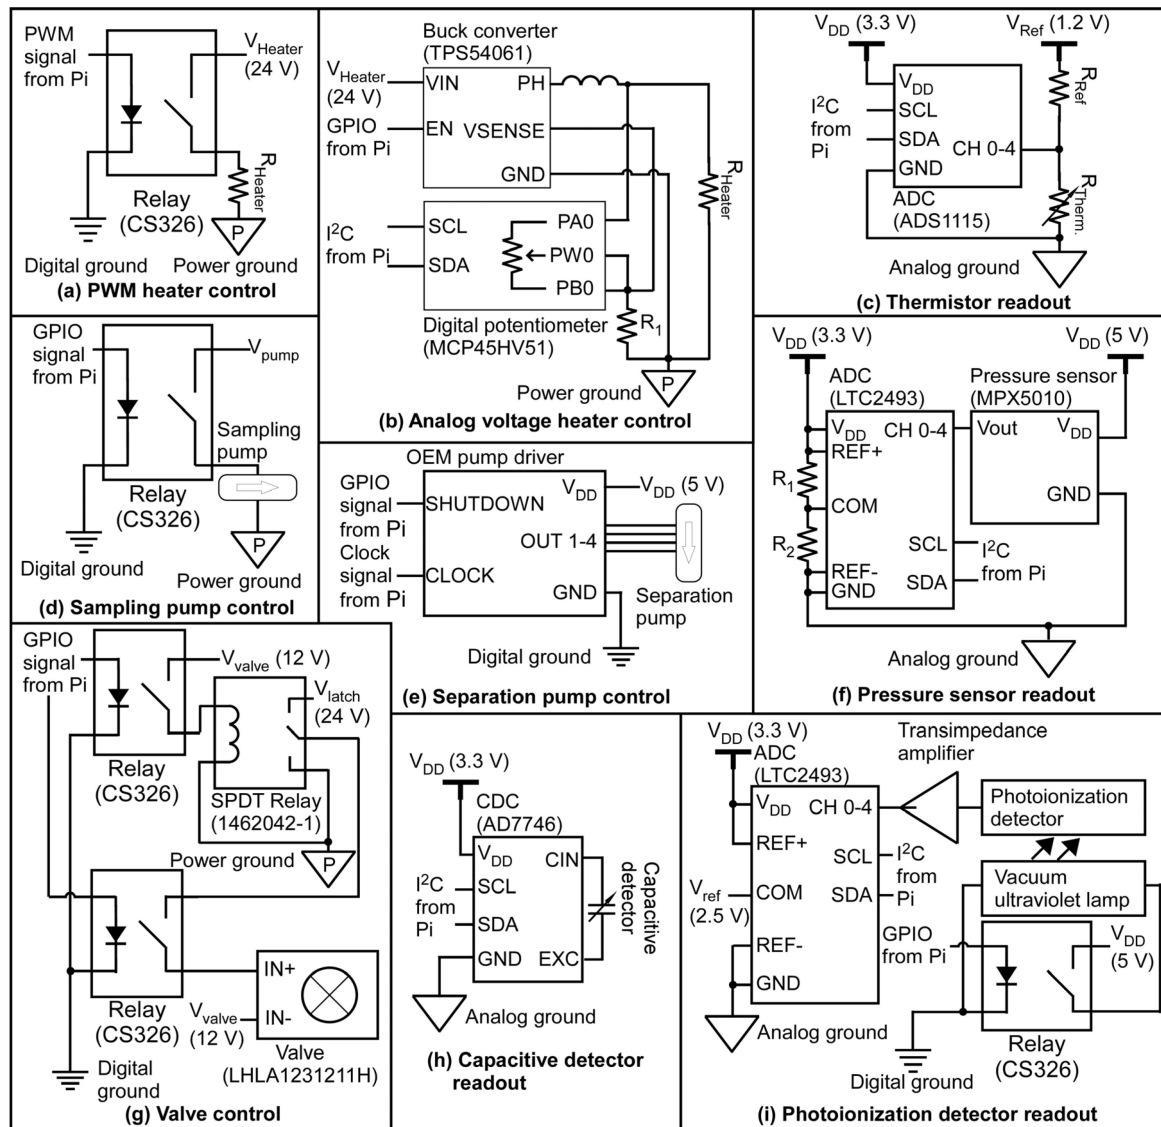 PWM
signal
from Pi
V_Heater
(24 V)
R_Heater
Relay
(CS326)
P
Digital ground
Power ground
(a) PWM heater control
Buck converter
(TPS54061)
V_Heater
(24 V)
VIN
PH
GPIO
from Pi
EN
VSENSE
GND
R_Heater
I²C
from Pi
SCL
SDA
PA0
PW0
PB0
R₁
Digital potentiometer
(MCP45HV51)
Power ground
P
(b) Analog voltage heater control
V_DD (3.3 V)
V_Ref (1.2 V)
V_DD
R_Ref
I²C
from
Pi
SCL
SDA
CH 0-4
GND
R_Therm.
ADC
(ADS1115)
Analog ground
(c) Thermistor readout
GPIO
signal
from Pi
V_pump
Sampling
pump
Relay
(CS326)
P
Digital ground
Power ground
(d) Sampling pump control
OEM pump driver
GPIO
signal
from Pi
SHUTDOWN
V_DD
V_DD (5 V)
OUT 1-4
Clock
signal
from Pi
CLOCK
GND
Separation
pump
Digital ground
(e) Separation pump control
V_DD (3.3 V)
V_DD (5 V)
ADC
(LTC2493)
Pressure sensor
(MPX5010)
V_DD
CH 0-4
Vout
V_DD
REF+
R₁
COM
GND
R₂
SCL
SDA
I²C
from Pi
REF-
GND
Analog ground
(f) Pressure sensor readout
GPIO
signal
from Pi
V_valve (12 V)
V_latch
(24 V)
Relay
(CS326)
SPDT Relay
(1462042-1)
Power ground
P
IN+
IN-
V_valve
(12 V)
Relay
(CS326)
Valve
(LHLA1231211H)
Digital
ground
(g) Valve control
V_DD (3.3 V)
CDC
(AD7746)
V_DD
CIN
I²C
from
Pi
SCL
SDA
GND
EXC
Capacitive
detector
Analog ground
(h) Capacitive detector
readout
V_DD (3.3 V)
ADC
(LTC2493)
Transimpedance
amplifier
V_DD
CH 0-4
Photoionization
detector
REF+
SCL
SDA
I²C
from
Pi
V_ref
(2.5 V)
COM
Vacuum
ultraviolet lamp
REF-
GND
GPIO
from Pi
V_DD
(5 V)
Analog ground
Relay
(CS326)
Digital ground
(i) Photoionization detector readout